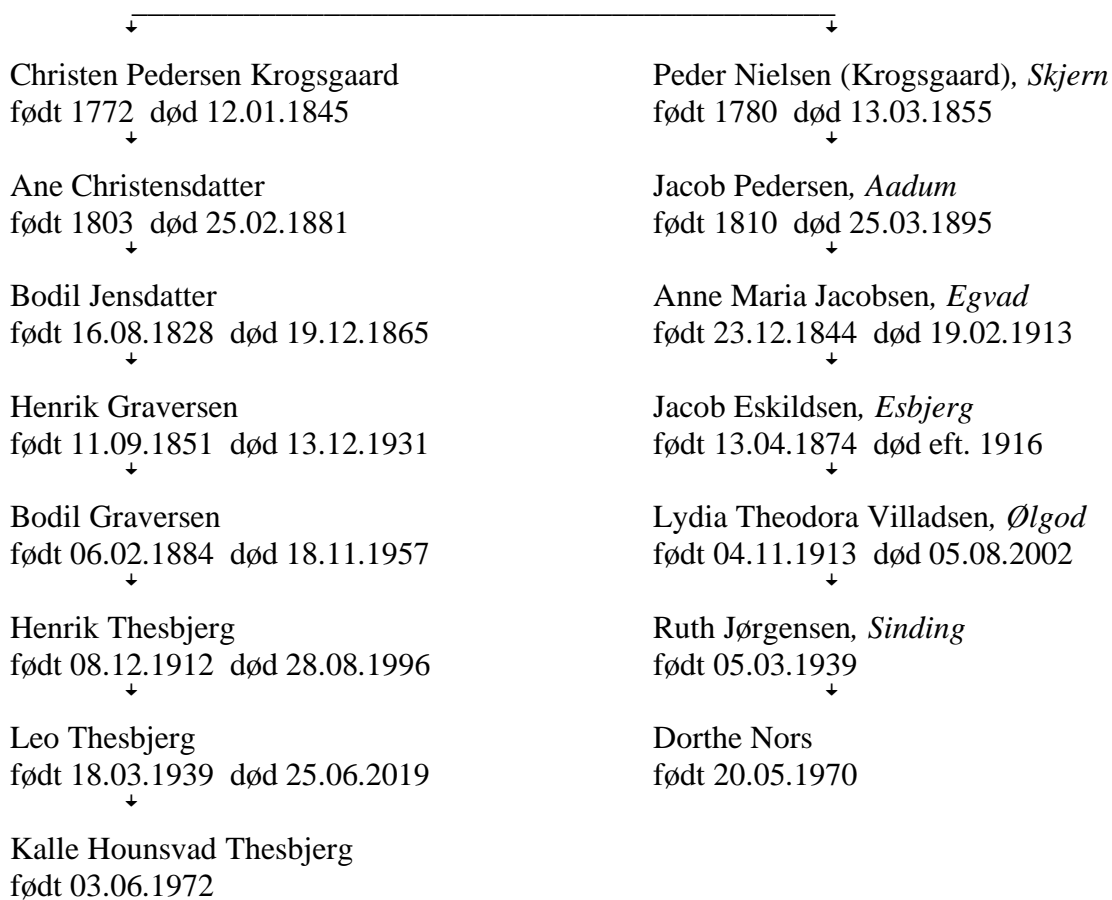 Christen Pedersen Krogsgaard
født 1772 død 12.01.1845
Ane Christensdatter
født 1803 død 25.02.1881
Bodil Jensdatter
født 16.08.1828 død 19.12.1865
Henrik Graversen
født 11.09.1851 død 13.12.1931
Bodil Graversen
født 06.02.1884 død 18.11.1957
Henrik Thesbjerg
født 08.12.1912 død 28.08.1996
Leo Thesbjerg
født 18.03.1939 død 25.06.2019
Kalle Hounsvad Thesbjerg
født 03.06.1972
Peder Nielsen (Krogsgaard), Skjern
født 1780 død 13.03.1855
Jacob Pedersen, Aadum
født 1810 død 25.03.1895
Anne Maria Jacobsen, Egvad
født 23.12.1844 død 19.02.1913
Jacob Eskildsen, Esbjerg
født 13.04.1874 død eft. 1916
Lydia Theodora Villadsen, Ølgod
født 04.11.1913 død 05.08.2002
Ruth Jørgensen, Sinding
født 05.03.1939
Dorthe Nors
født 20.05.1970